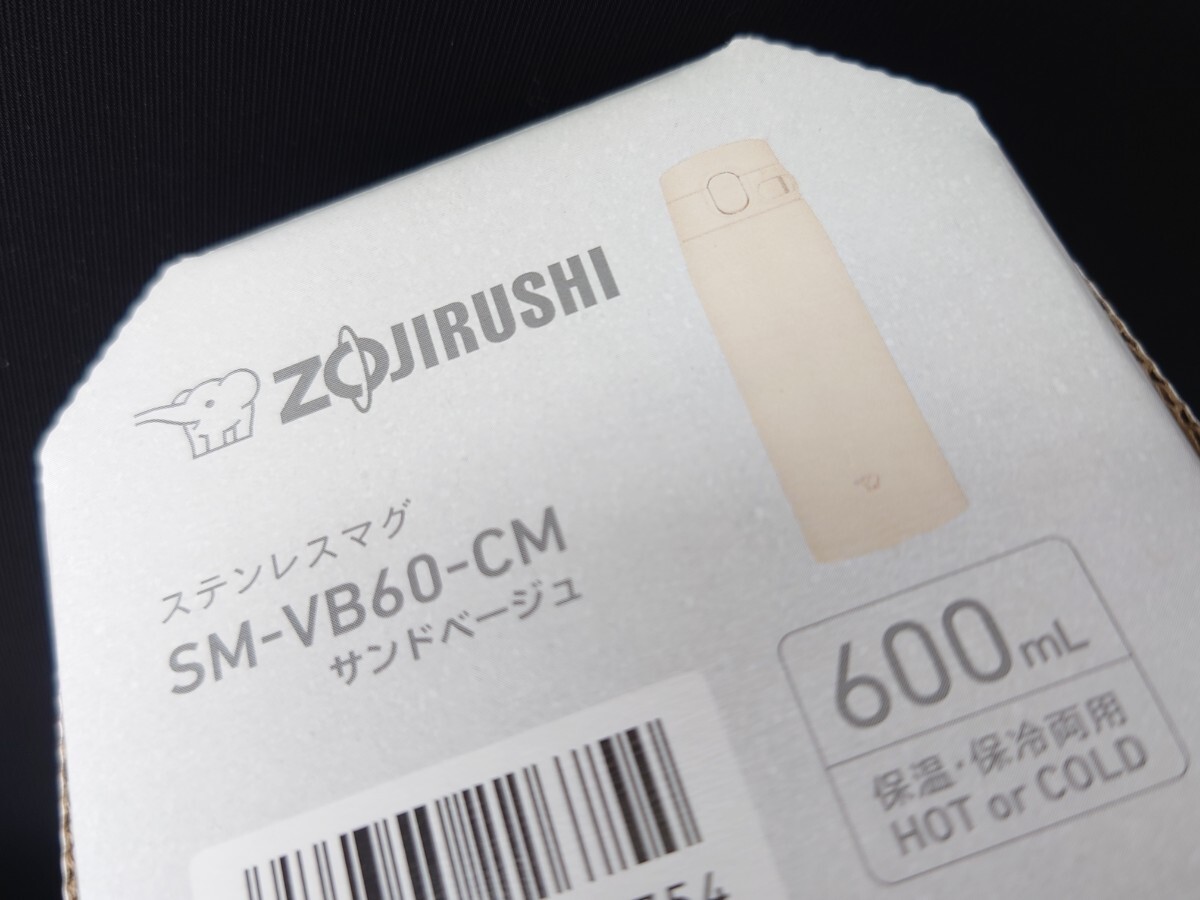 ZOJIRUSHI
ステンレスマグ
SM-VB60-CM
サンドベージュ
600mL
保温・保冷両用
HOT or COLD